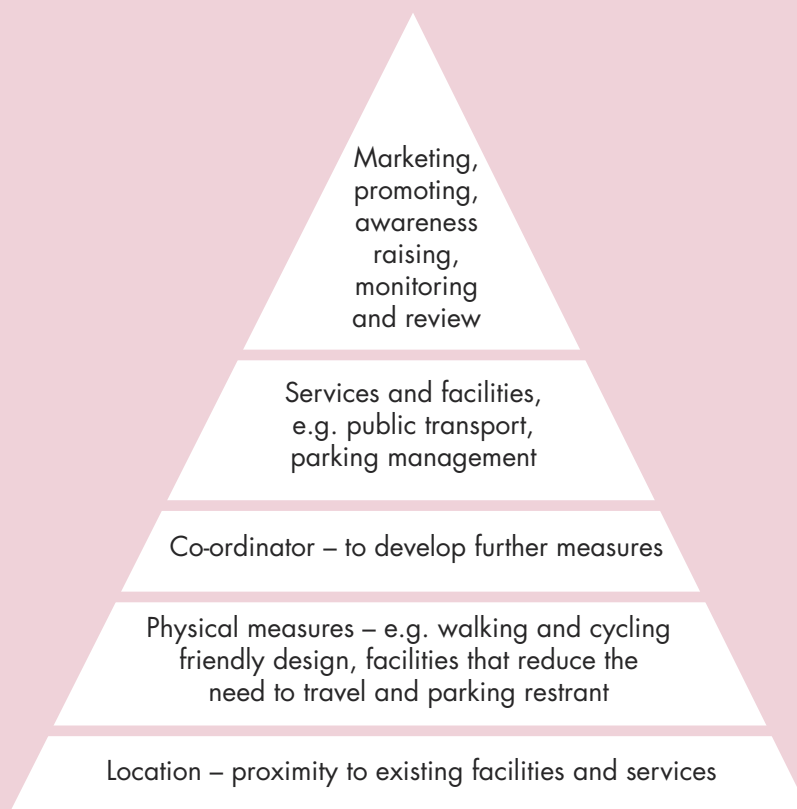 Marketing,
promoting,
awareness
raising,
monitoring
and review
Services and facilities,
e.g. public transport,
parking management
Co-ordinator – to develop further measures
Physical measures – e.g. walking and cycling
friendly design, facilities that reduce the
need to travel and parking restrant
Location – proximity to existing facilities and services